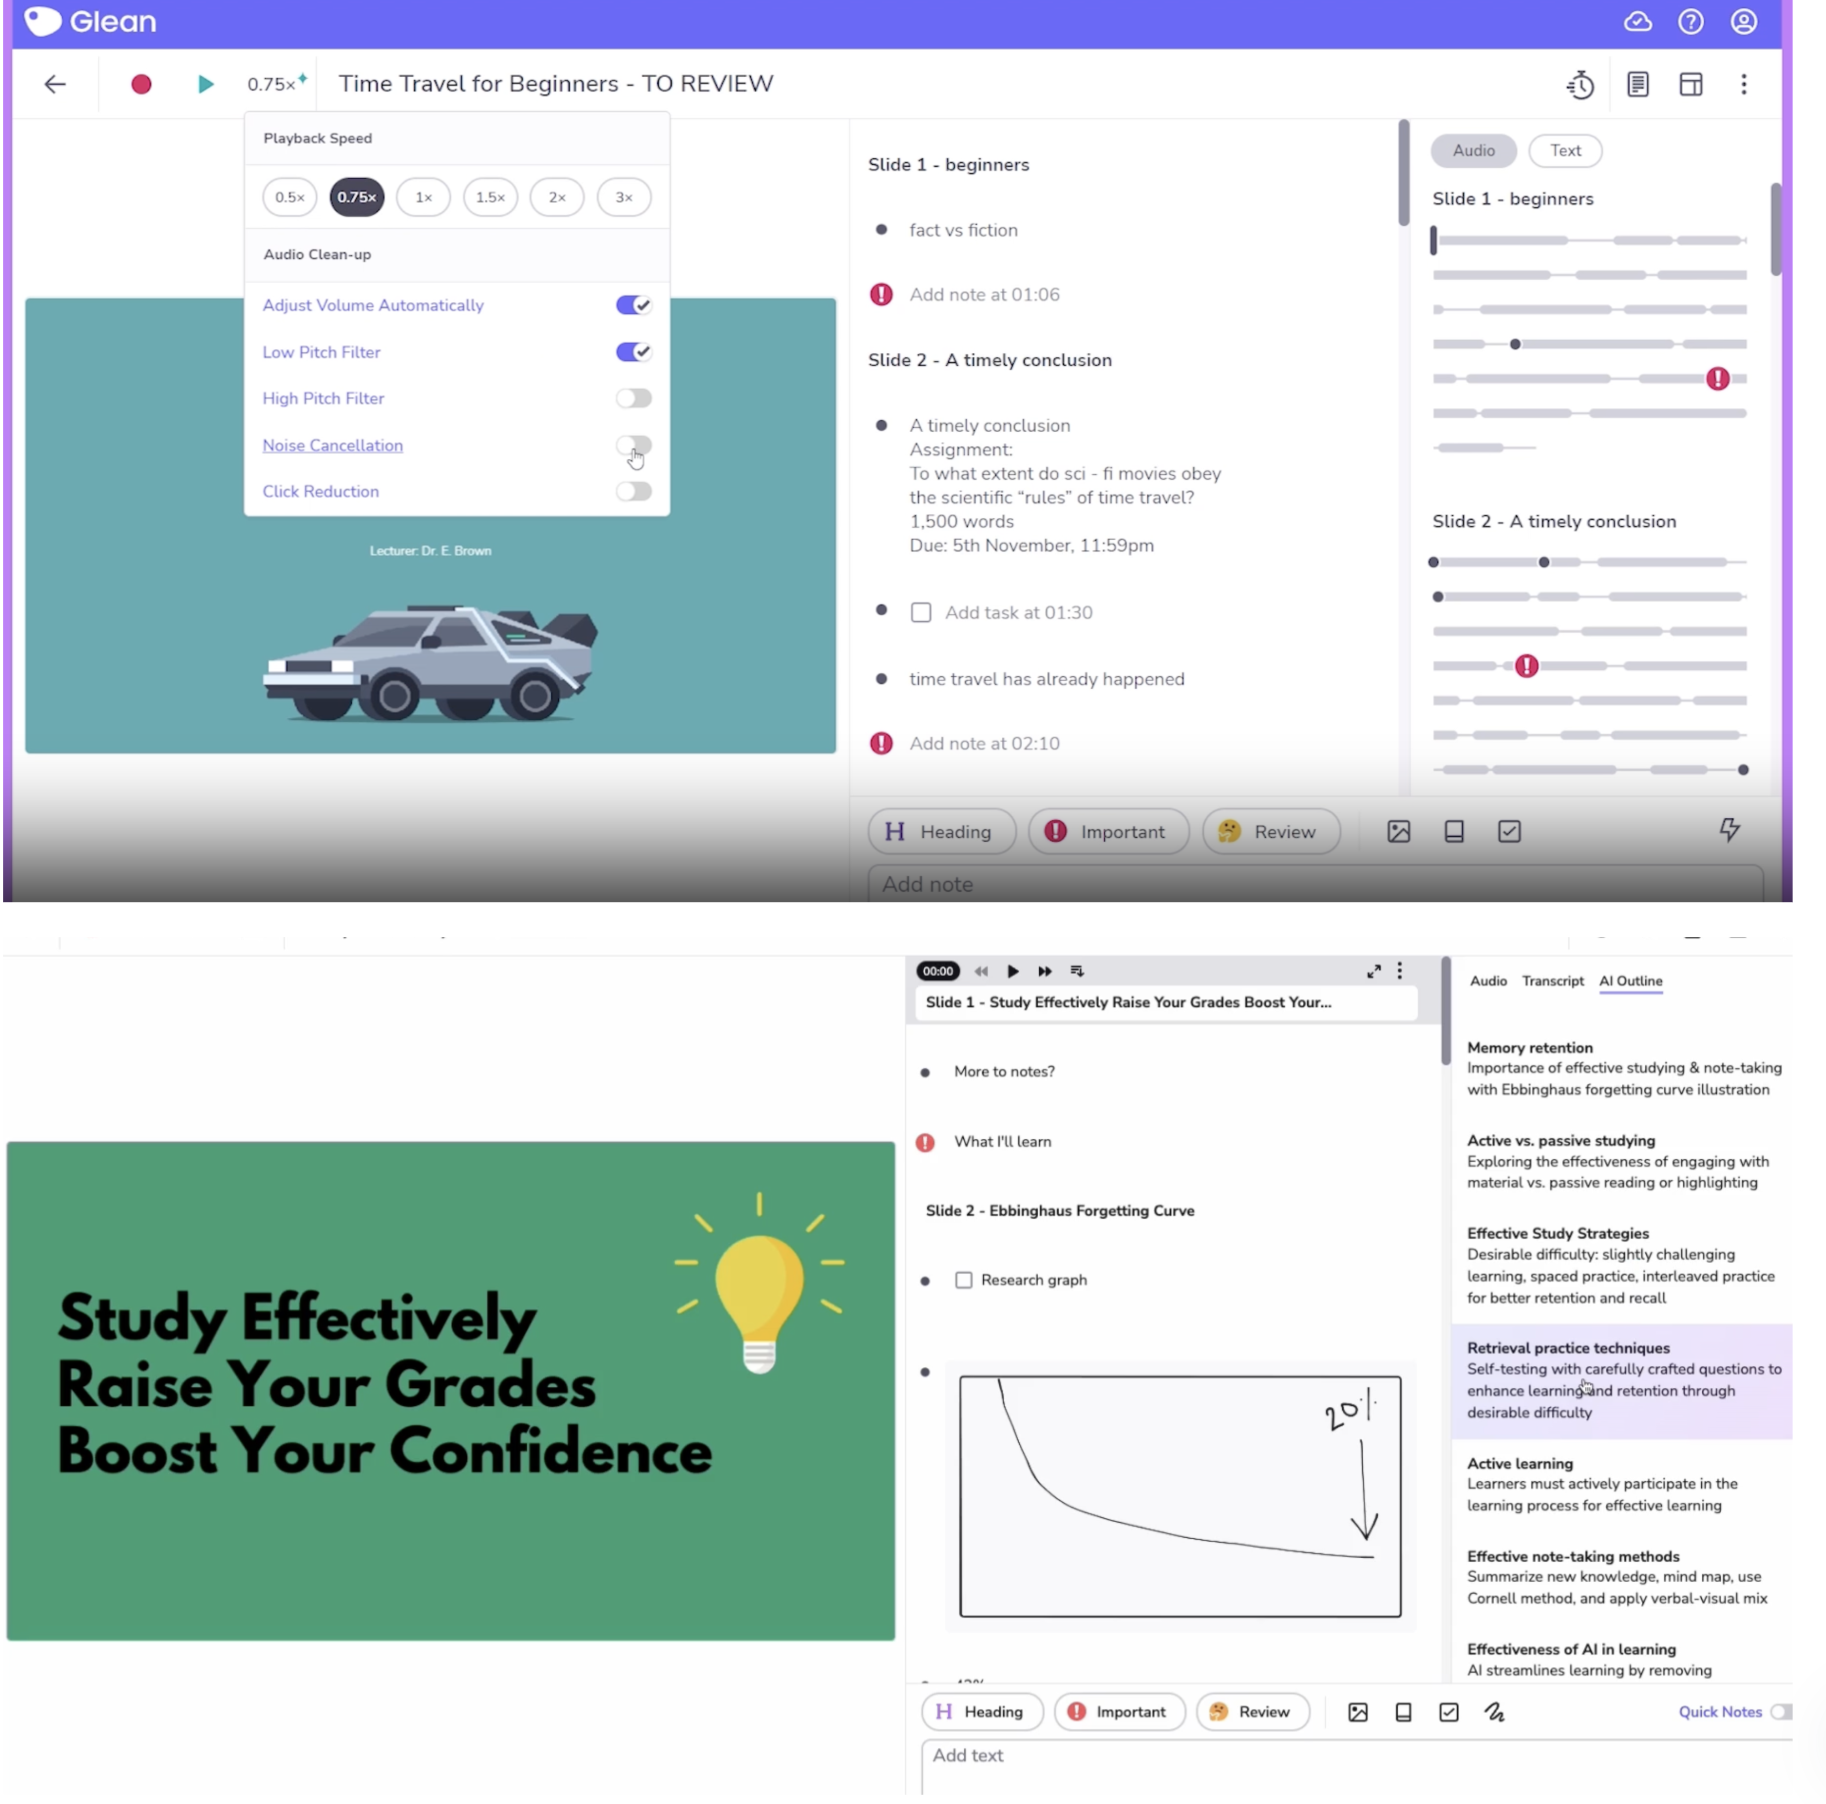 Glean
0.75×
Time Travel for Beginners - TO REVIEW
Playback Speed
0.5×
0.75×
1×
1.5×
2×
3×
Audio Clean-up
Adjust Volume Automatically
Low Pitch Filter
High Pitch Filter
Noise Cancellation
Click Reduction
Lecturer: Dr. E. Brown
Slide 1 - beginners
fact vs fiction
Add note at 01:06
Slide 2 - A timely conclusion
A timely conclusion
Assignment:
To what extent do sci - fi movies obey
the scientific “rules” of time travel?
1,500 words
Due: 5th November, 11:59pm
Add task at 01:30
time travel has already happened
Add note at 02:10
Audio
Text
Slide 1 - beginners
Slide 2 - A timely conclusion
H Heading
Important
Review
Add note
Study Effectively
Raise Your Grades
Boost Your Confidence
00:00
Slide 1 - Study Effectively Raise Your Grades Boost Your...
More to notes?
What I'll learn
Slide 2 - Ebbinghaus Forgetting Curve
Research graph
20%
Audio
Transcript
AI Outline
Memory retention
Importance of effective studying & note-taking
with Ebbinghaus forgetting curve illustration
Active vs. passive studying
Exploring the effectiveness of engaging with
material vs. passive reading or highlighting
Effective Study Strategies
Desirable difficulty: slightly challenging
learning, spaced practice, interleaved practice
for better retention and recall
Retrieval practice techniques
Self-testing with carefully crafted questions to
enhance learning and retention through
desirable difficulty
Active learning
Learners must actively participate in the
learning process for effective learning
Effective note-taking methods
Summarize new knowledge, mind map, use
Cornell method, and apply verbal-visual mix
Effectiveness of AI in learning
AI streamlines learning by removing
H Heading
Important
Review
Quick Notes
Add text